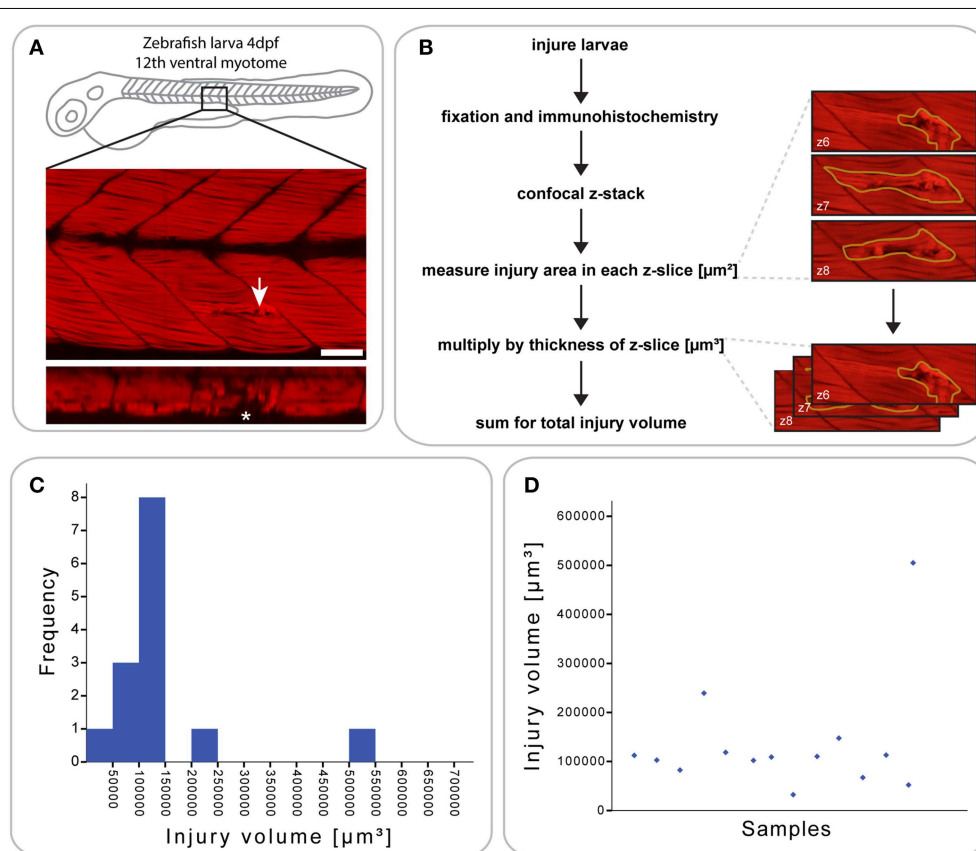 A
Zebrafish larva 4dpf
12th ventral myotome
*
B
injure larvae
fixation and immunohistochemistry
confocal z-stack
measure injury area in each z-slice [µm²]
multiply by thickness of z-slice [µm³]
sum for total injury volume
z6
z7
z8
z6
z7
z8
C
Frequency
8
7
6
5
4
3
2
1
0
50000
100000
150000
200000
250000
300000
350000
400000
450000
500000
550000
600000
650000
700000
Injury volume [µm³]
D
Injury volume [µm³]
600000
500000
400000
300000
200000
100000
0
Samples